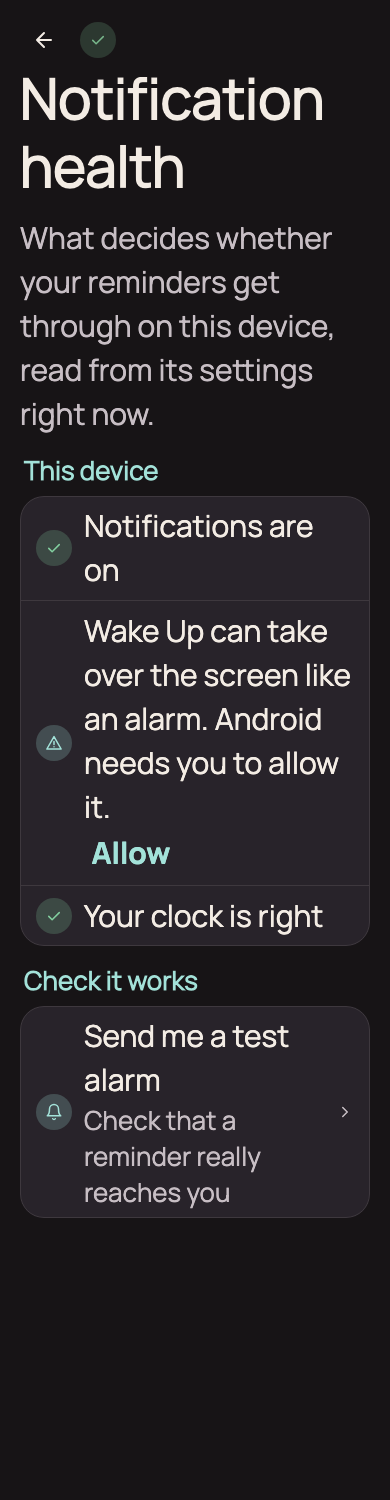 Notification
health
What decides whether
your reminders get
through on this device,
read from its settings
right now.
This device
Notifications are
on
Wake Up can take
over the screen like
an alarm. Android
needs you to allow
it.
Allow
Your clock is right
Check it works
Send me a test
alarm
Check that a
reminder really
reaches you